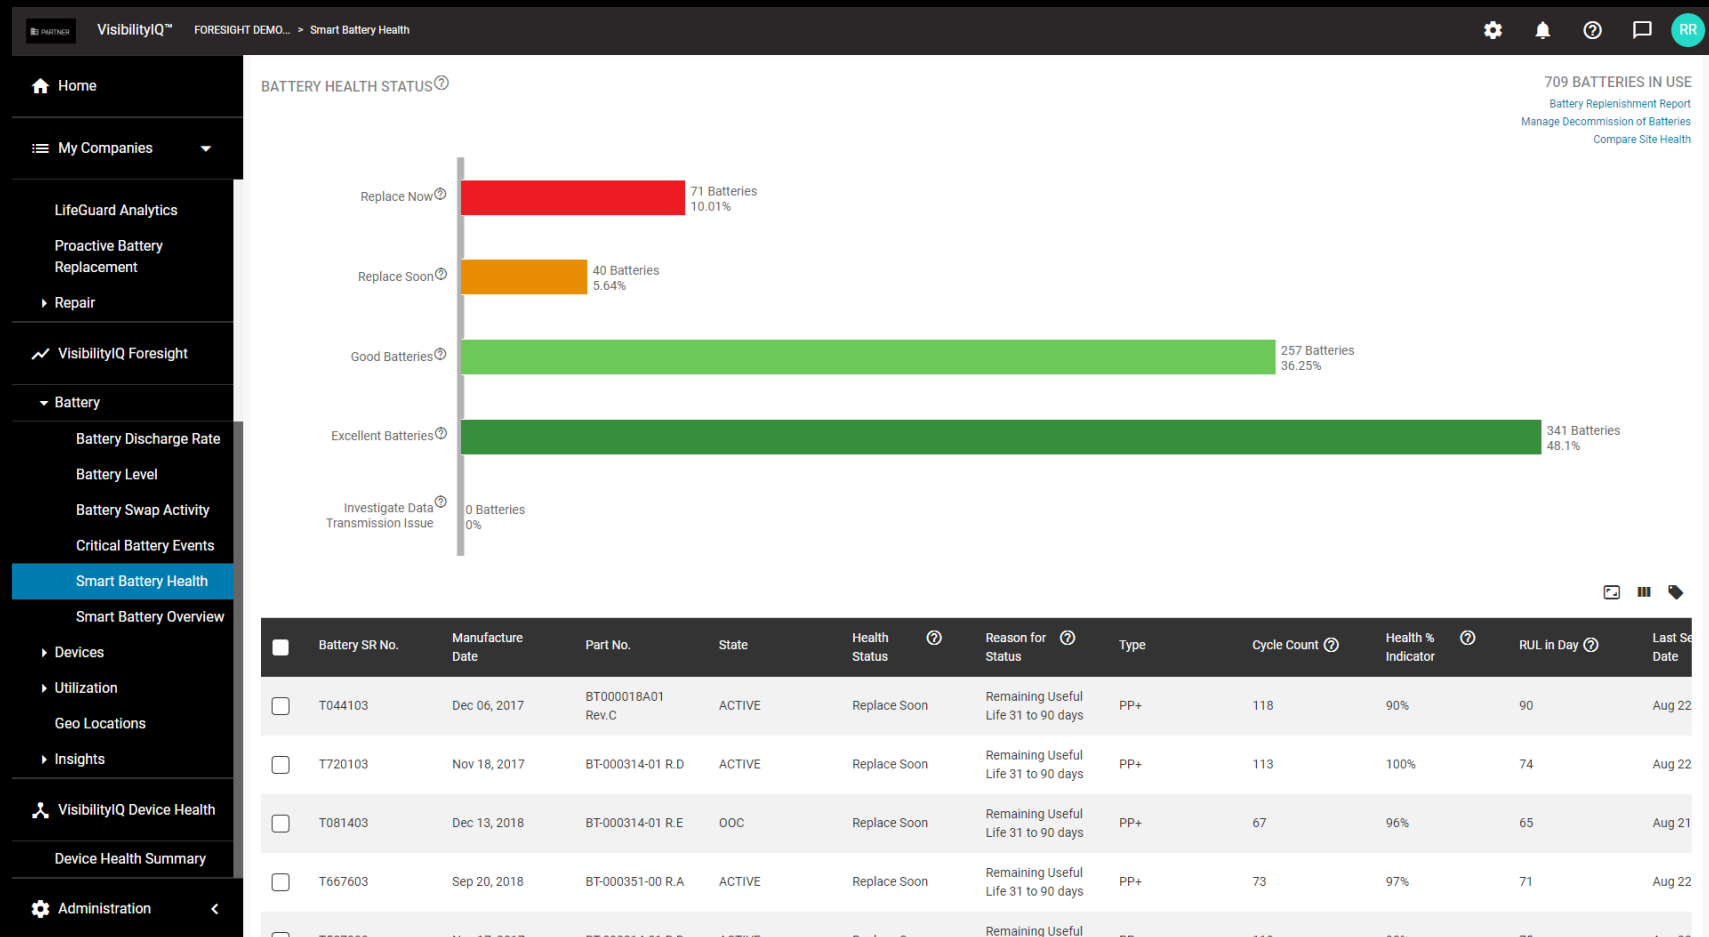 PARTNER
VisibilityIQ™
FORESIGHT DEMO... > Smart Battery Health
RR
Home
My Companies
LifeGuard Analytics
Proactive Battery
Replacement
Repair
VisibilityIQ Foresight
Battery
Battery Discharge Rate
Battery Level
Battery Swap Activity
Critical Battery Events
Smart Battery Health
Smart Battery Overview
Devices
Utilization
Geo Locations
Insights
VisibilityIQ Device Health
Device Health Summary
Administration
BATTERY HEALTH STATUS
709 BATTERIES IN USE
Battery Replenishment Report
Manage Decommission of Batteries
Compare Site Health
Replace Now
71 Batteries
10.01%
Replace Soon
40 Batteries
5.64%
Good Batteries
257 Batteries
36.25%
Excellent Batteries
341 Batteries
48.1%
Investigate Data
Transmission Issue
0 Batteries
0%
Battery SR No. Manufacture Date Part No. State Health Status Reason for Status Type Cycle Count Health % Indicator RUL in Day Last Se Date
T044103 Dec 06, 2017 BT000018A01 Rev.C ACTIVE Replace Soon Remaining Useful Life 31 to 90 days PP+ 118 90% 90 Aug 22
T720103 Nov 18, 2017 BT-000314-01 R.D ACTIVE Replace Soon Remaining Useful Life 31 to 90 days PP+ 113 100% 74 Aug 22
T081403 Dec 13, 2018 BT-000314-01 R.E OOC Replace Soon Remaining Useful Life 31 to 90 days PP+ 67 96% 65 Aug 21
T667603 Sep 20, 2018 BT-000351-00 R.A ACTIVE Replace Soon Remaining Useful Life 31 to 90 days PP+ 73 97% 71 Aug 22
Remaining Useful